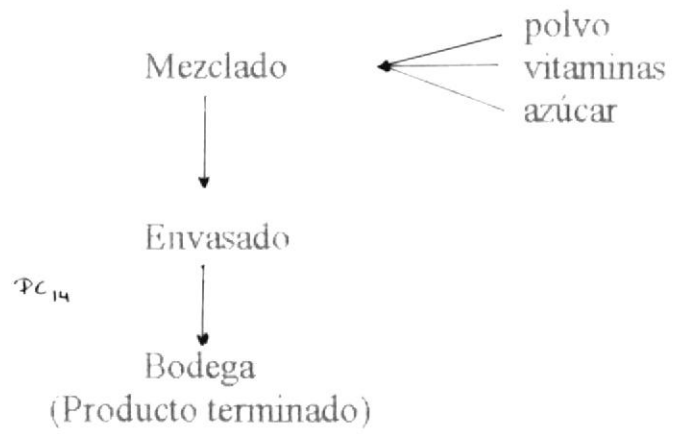 polvo
Mezclado vitaminas
azúcar
Envasado
PC14
Bodega
(Producto terminado)